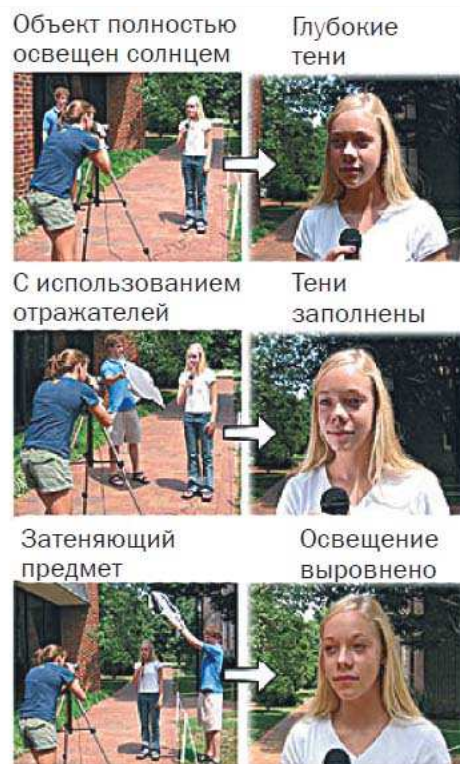 Объект полностью
освещен солнцем
Глубокие
тени
С использованием
отражателей
Тени
заполнены
Затеняющий
предмет
Освещение
выровнено